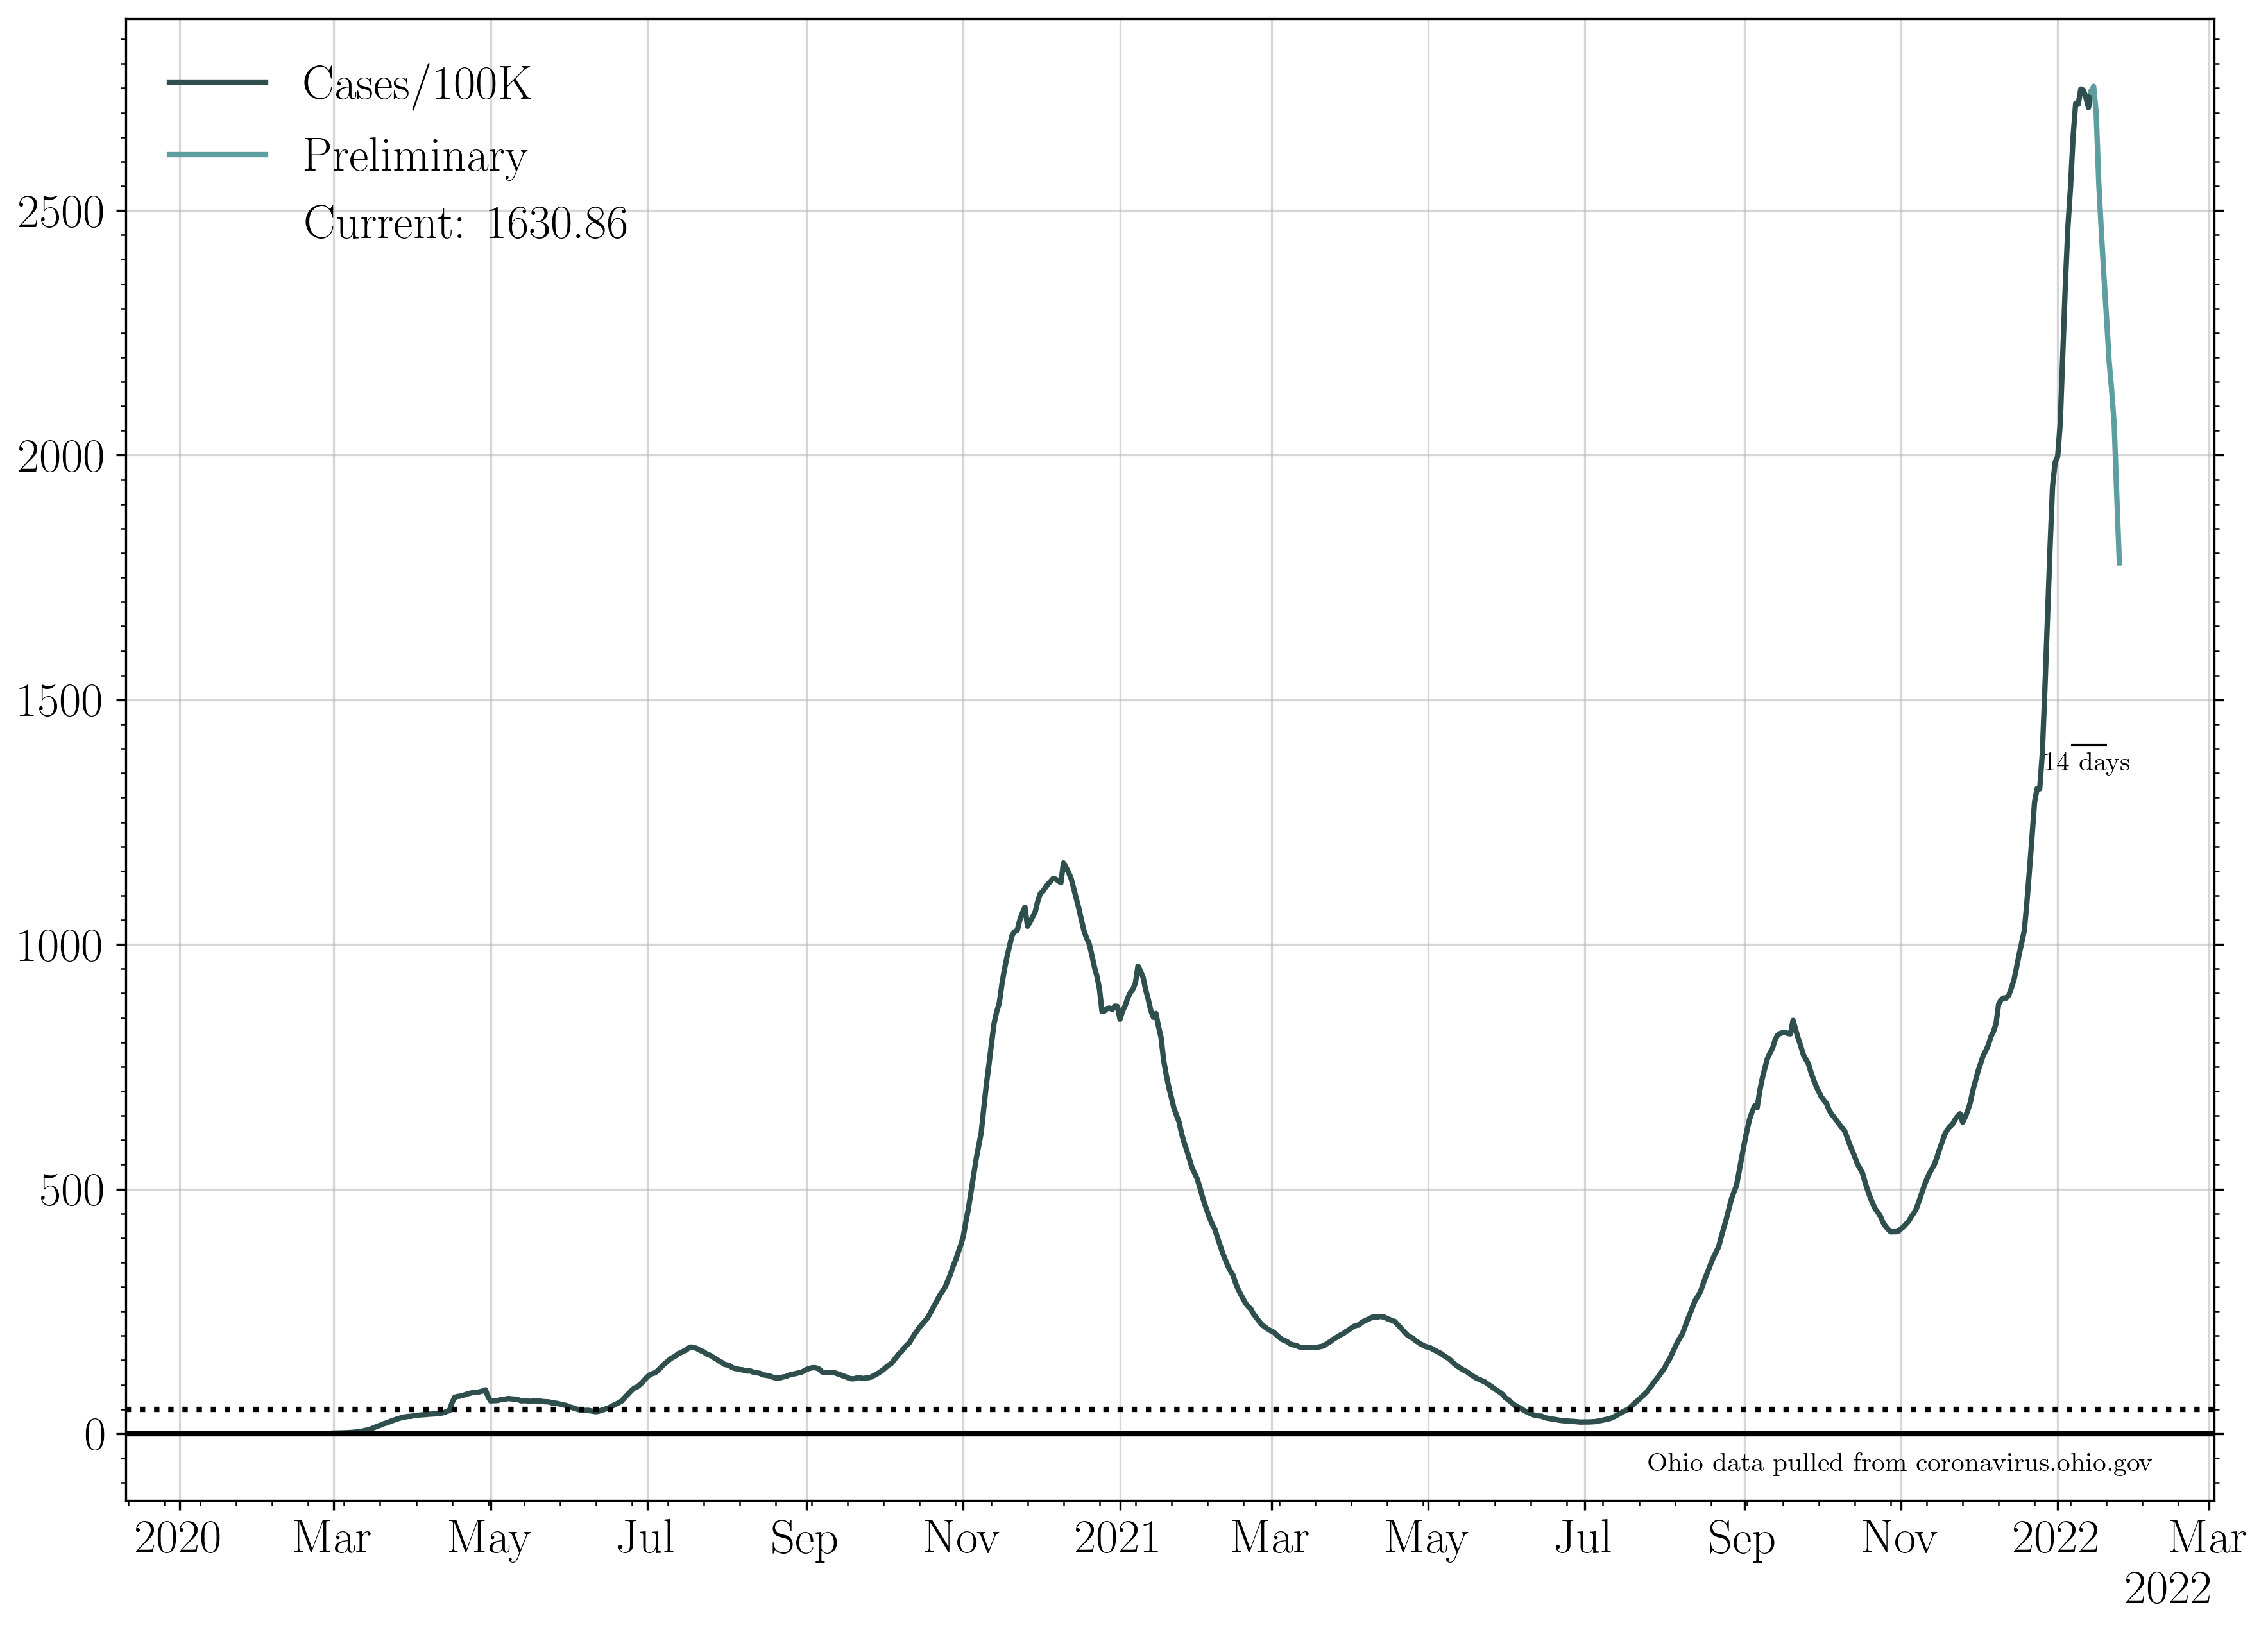 Cases/100K
Preliminary
Current: 1630.86
2500
2000
1500
1000
500
0
14 days
Ohio data pulled from coronavirus.ohio.gov
2020 Mar May Jul Sep Nov 2021 Mar May Jul Sep Nov 2022 Mar
2022